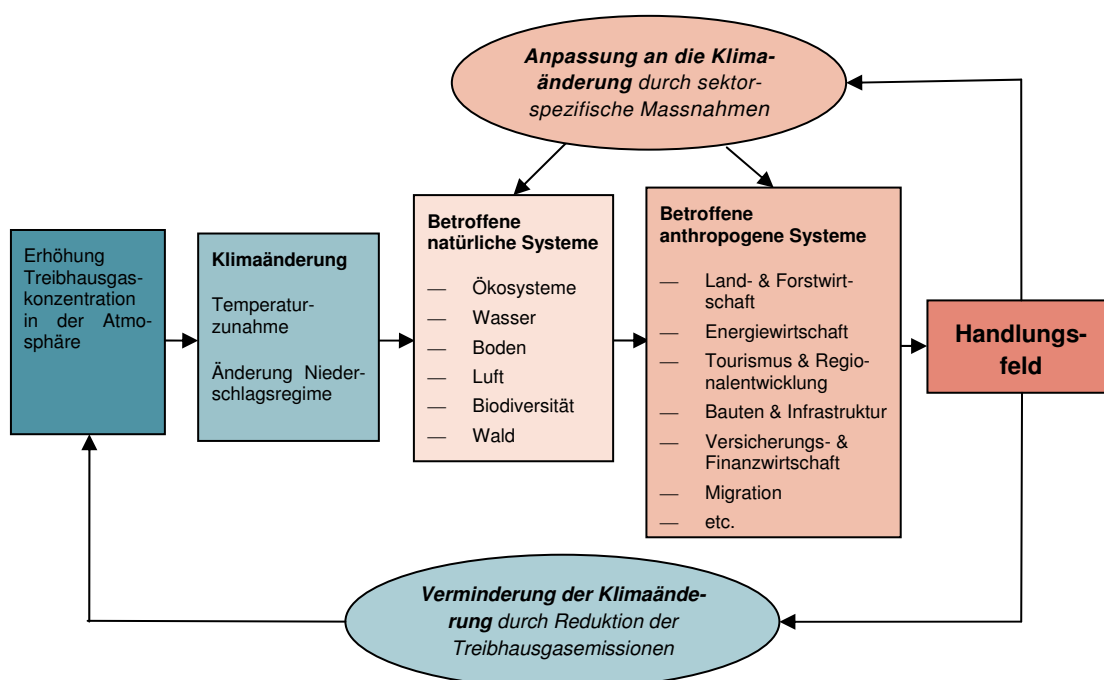 Anpassung an die Klima-
änderung durch sektor-
spezifische Massnahmen
Erhöhung
Treibhausgas-
konzentration
in der Atmo-
sphäre
Klimaänderung
Temperatur-
zunahme
Änderung Nieder-
schlagsregime
Betroffene
natürliche Systeme
— Ökosysteme
— Wasser
— Boden
— Luft
— Biodiversität
— Wald
Betroffene
anthropogene Systeme
— Land- & Forstwirt-
schaft
— Energiewirtschaft
— Tourismus & Regio-
nalentwicklung
— Bauten & Infrastruktur
— Versicherungs- &
Finanzwirtschaft
— Migration
— etc.
Handlungs-
feld
Verminderung der Klimaände-
rung durch Reduktion der
Treibhausgasemissionen